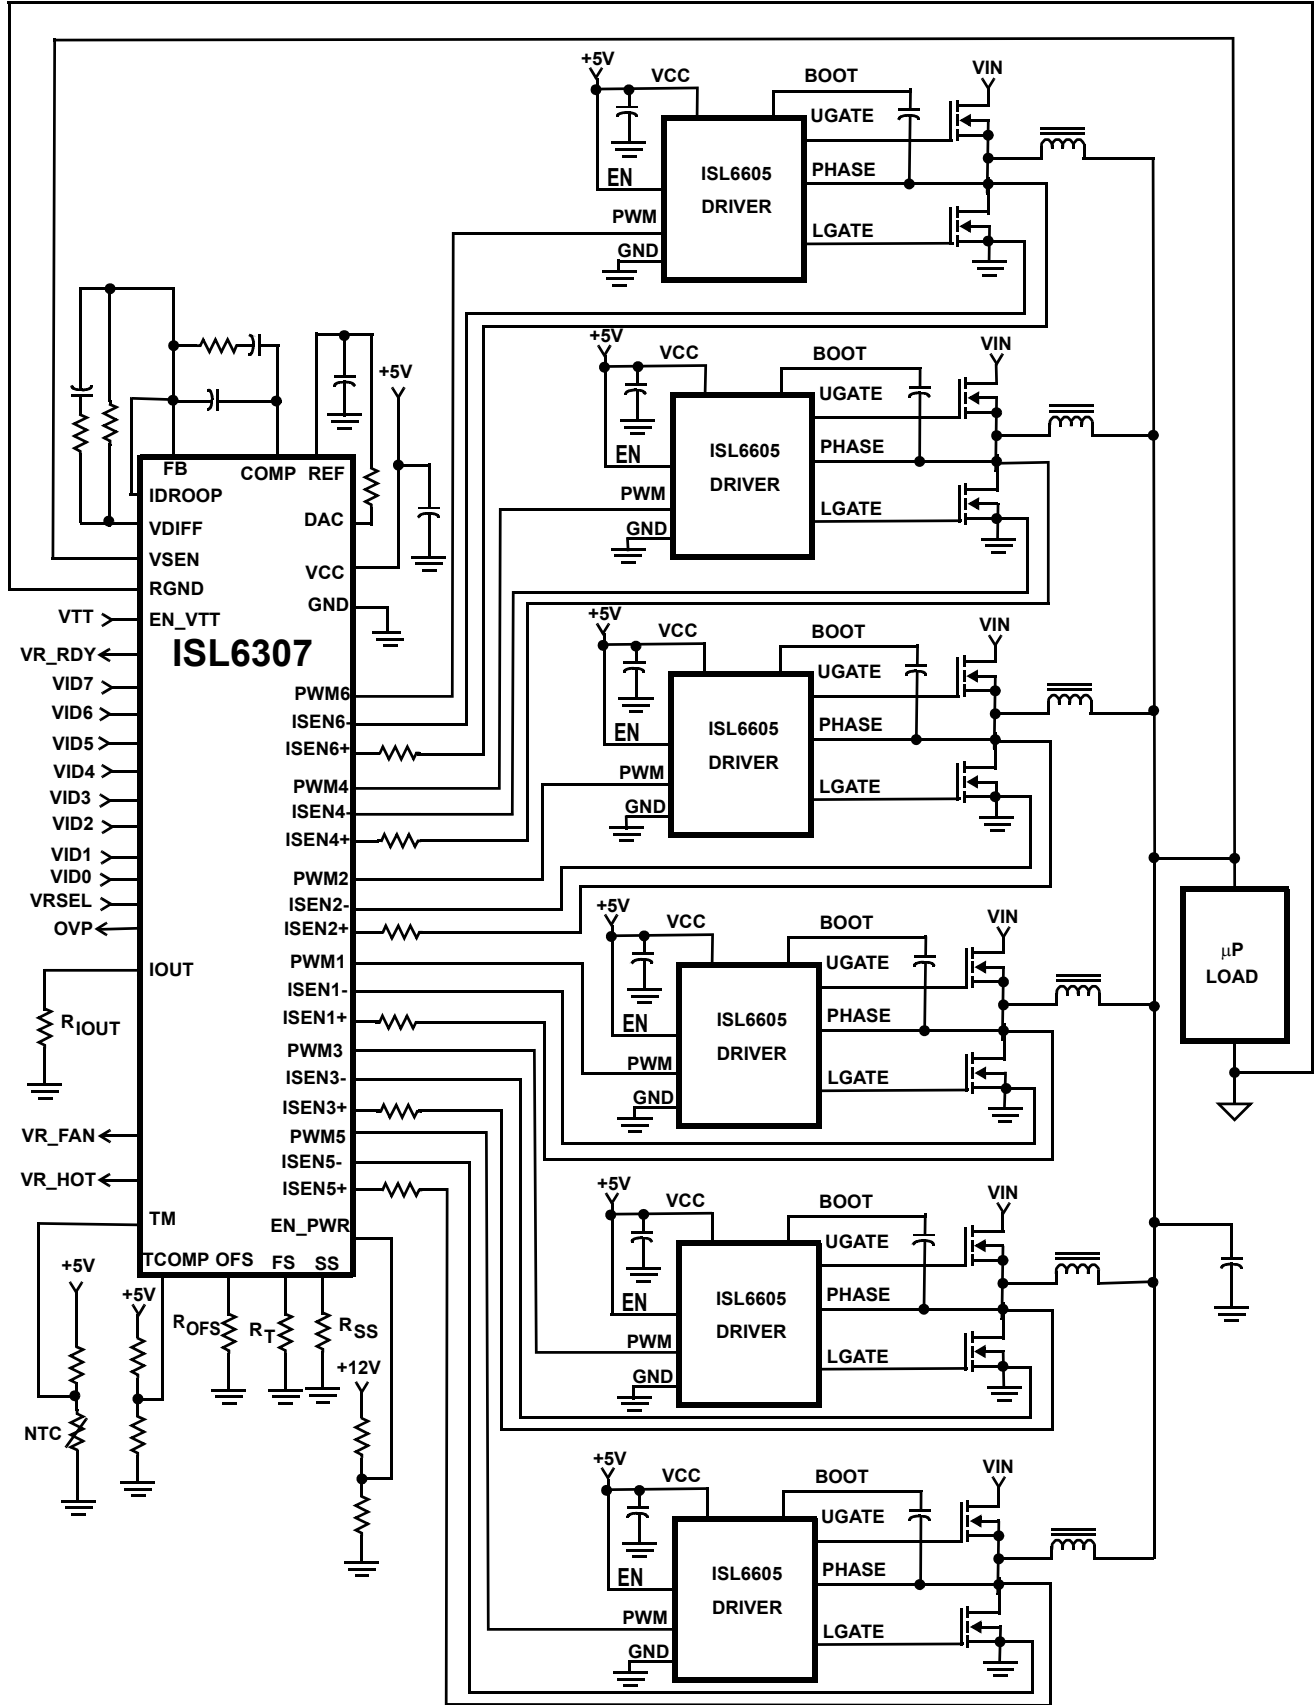 +5V
VCC
BOOT
VIN
UGATE
EN
ISL6605
DRIVER
PHASE
PWM
LGATE
GND
+5V
VCC
BOOT
VIN
UGATE
EN
ISL6605
DRIVER
PHASE
PWM
LGATE
GND
+5V
VCC
BOOT
VIN
UGATE
EN
ISL6605
DRIVER
PHASE
PWM
LGATE
GND
+5V
VCC
BOOT
VIN
UGATE
EN
ISL6605
DRIVER
PHASE
PWM
LGATE
GND
+5V
VCC
BOOT
VIN
UGATE
EN
ISL6605
DRIVER
PHASE
PWM
LGATE
GND
+5V
VCC
BOOT
VIN
UGATE
EN
ISL6605
DRIVER
PHASE
PWM
LGATE
GND
μP
LOAD
+5V
FB
COMP
REF
IDROOP
VDIFF
DAC
VSEN
VCC
RGND
GND
VTT
EN_VTT
ISL6307
VR_RDY
VID7
VID6
VID5
VID4
VID3
VID2
VID1
VID0
VRSEL
OVP
IOUT
RIOUT
VR_FAN
VR_HOT
TM
PWM6
ISEN6-
ISEN6+
PWM4
ISEN4-
ISEN4+
PWM2
ISEN2-
ISEN2+
PWM1
ISEN1-
ISEN1+
PWM3
ISEN3-
ISEN3+
PWM5
ISEN5-
ISEN5+
EN_PWR
TCOMP OFS FS SS
+5V
+5V
ROFS
RT
RSS
+12V
NTC